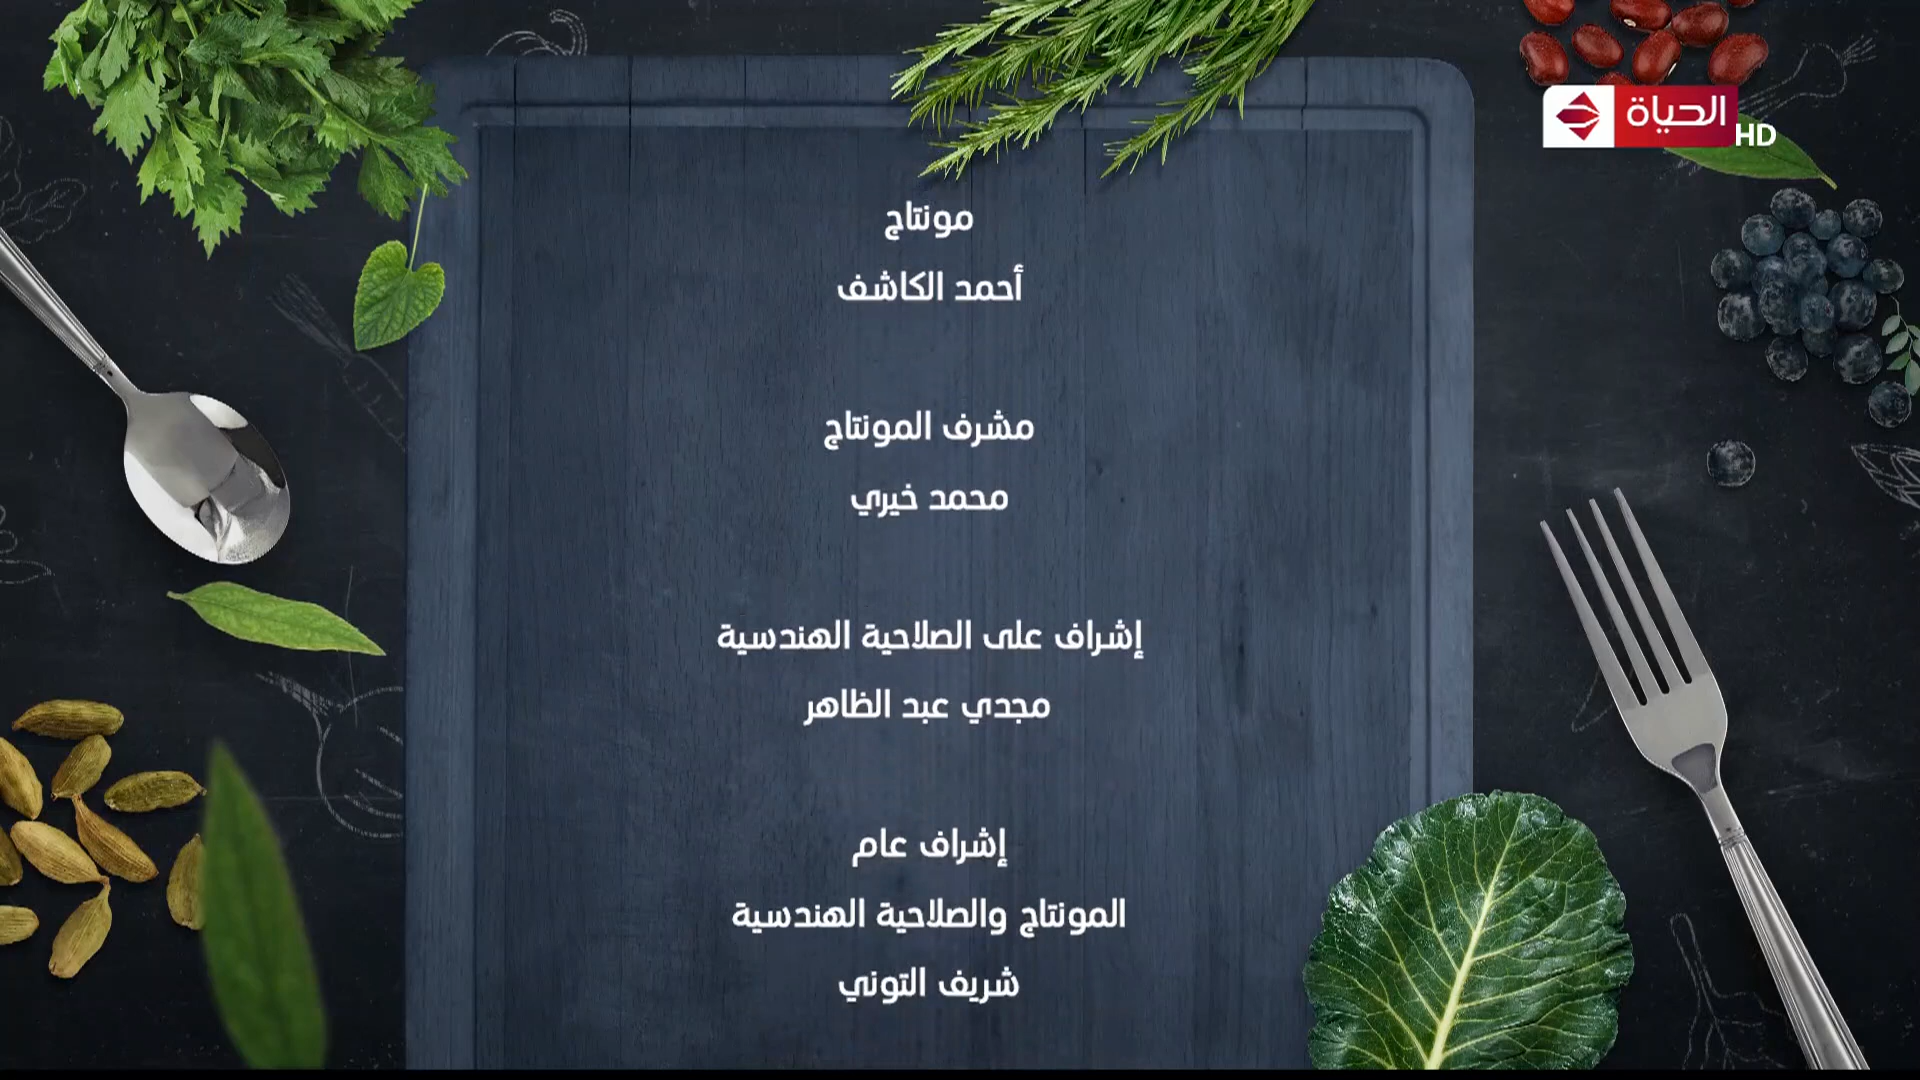 الحياة
HD
مونتاج
أحمد الكاشف
مشرف المونتاج
محمد خيري
إشراف على الصلاحية الهندسية
مجدي عبد الظاهر
إشراف عام
المونتاج والصلاحية الهندسية
شريف التوني